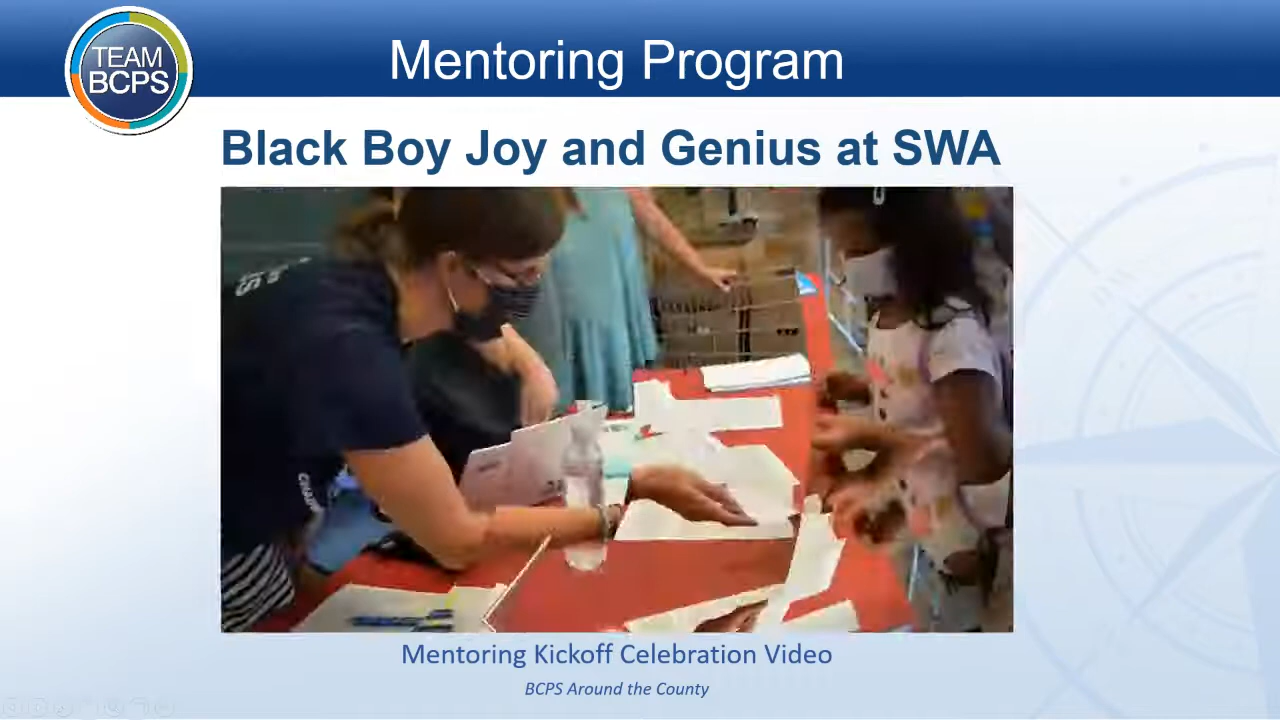 TEAM
BCPS
Mentoring Program
Black Boy Joy and Genius at SWA
Mentoring Kickoff Celebration Video
BCPS Around the County